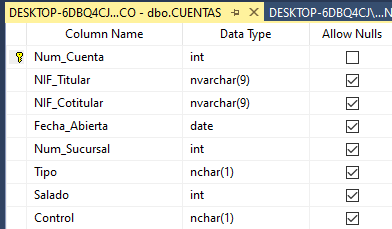 DESKTOP-6DBQ4CJ...CO - dbo.CUENTAS DESKTOP-6DBQ4CJ\...N
Column Name Data Type Allow Nulls
Num_Cuenta int
NIF_Titular nvarchar(9)
NIF_Cotitular nvarchar(9)
Fecha_Abierta date
Num_Sucursal int
Tipo nchar(1)
Salado int
Control nchar(1)